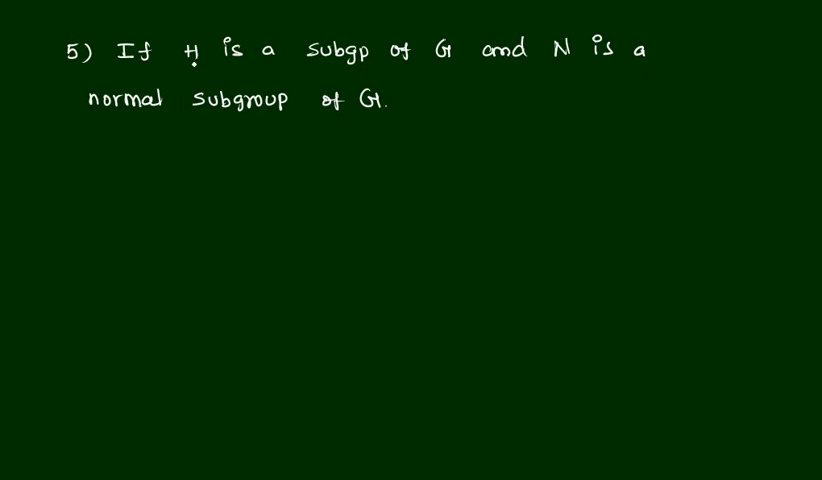 5) If H is a subgp of G and N is a
normal subgroup of G.